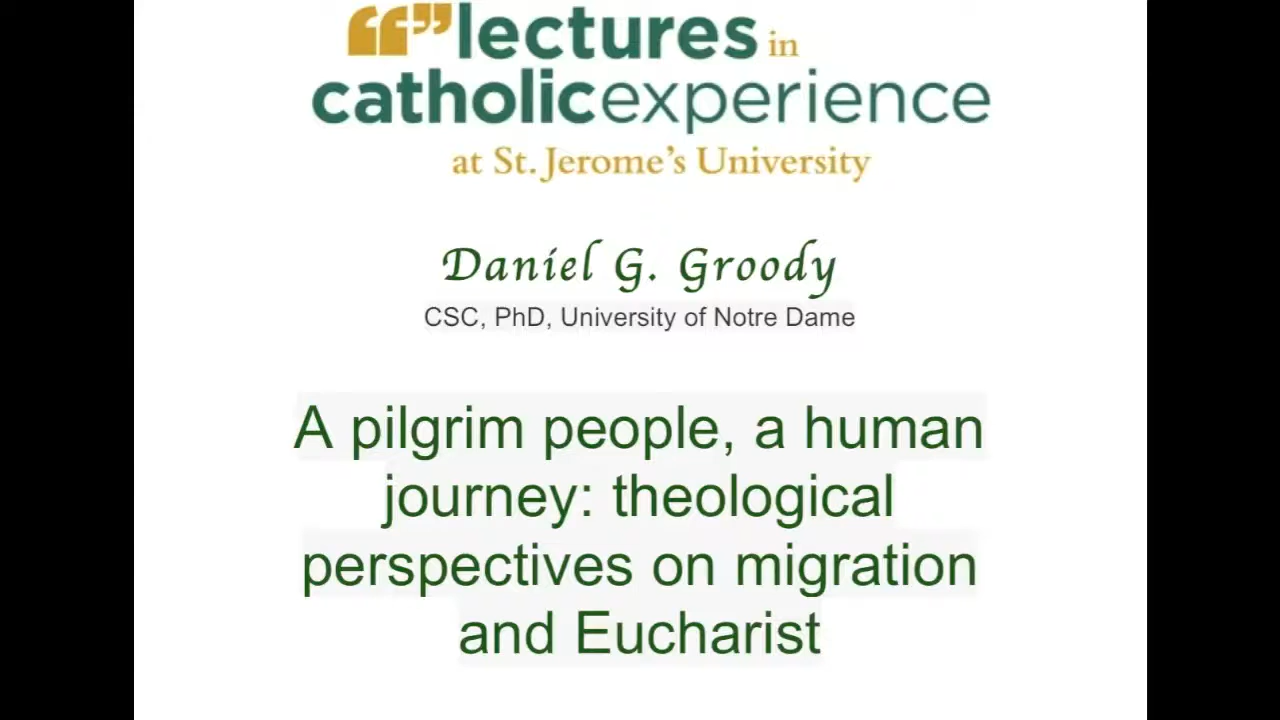 “”lectures in
catholicexperience
at St. Jerome’s University
Daniel G. Groody
CSC, PhD, University of Notre Dame
A pilgrim people, a human
journey: theological
perspectives on migration
and Eucharist